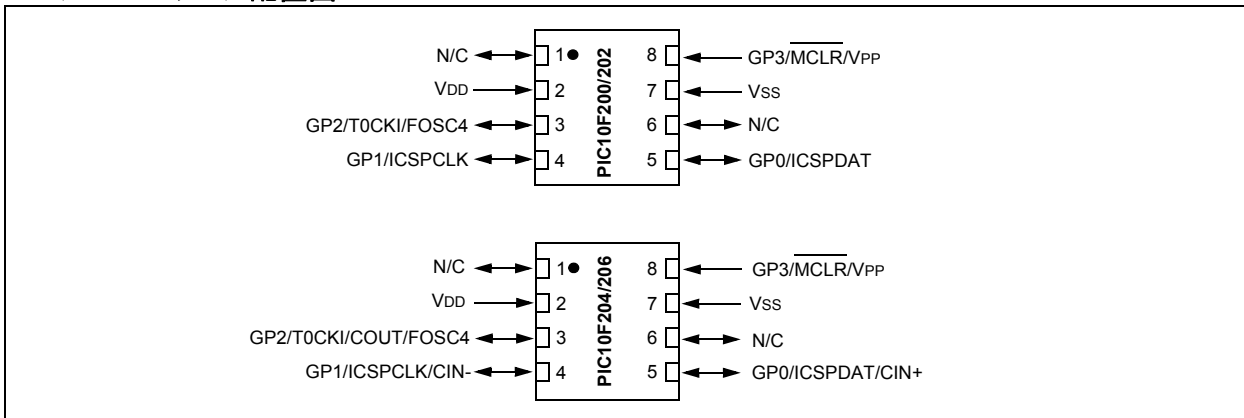 N/C 1 8 GP3/MCLR/VPP
VDD 2 7 VSS
GP2/T0CKI/FOSC4 3 6 N/C
GP1/ICSPCLK 4 5 GP0/ICSPDAT
PIC10F200/202
N/C 1 8 GP3/MCLR/VPP
VDD 2 7 VSS
GP2/T0CKI/COUT/FOSC4 3 6 N/C
GP1/ICSPCLK/CIN- 4 5 GP0/ICSPDAT/CIN+
PIC10F204/206